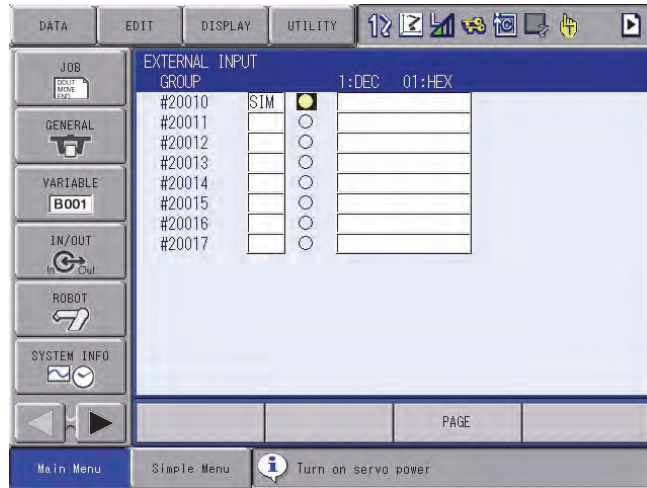 DATA EDIT DISPLAY UTILITY
JOB
DOUT
MOVE
END
GENERAL
VARIABLE
B001
IN/OUT
In Out
ROBOT
SYSTEM INFO
EXTERNAL INPUT
GROUP 1:DEC 01:HEX
#20010 SIM
#20011
#20012
#20013
#20014
#20015
#20016
#20017
PAGE
Main Menu Simple Menu Turn on servo power